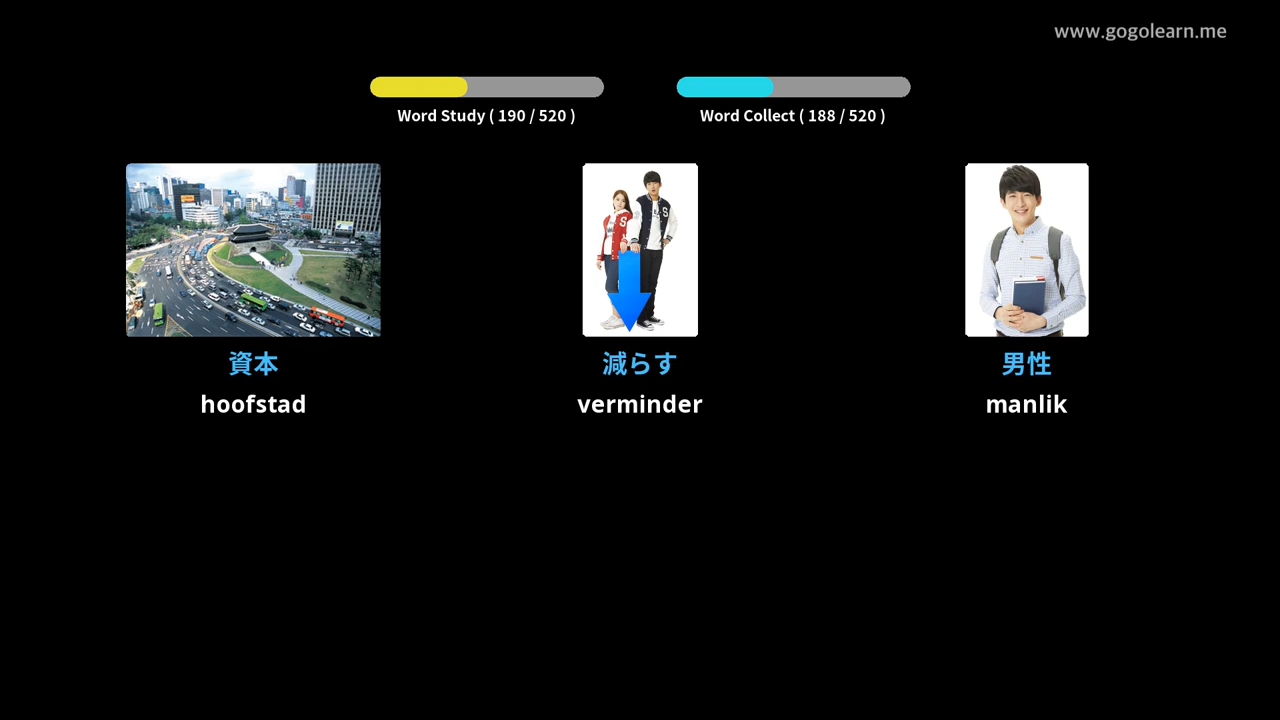 www.gogolearn.me
Word Study ( 190 / 520 )
Word Collect ( 188 / 520 )
資本
減らす
男性
hoofstad
verminder
manlik